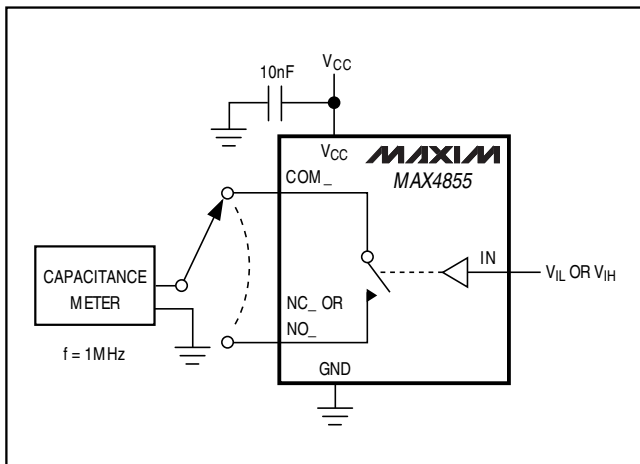 10nF
VCC
VCC
MAXIM
MAX4855
COM_
IN
VIL OR VIH
CAPACITANCE
METER
NC_ OR
NO_
f = 1MHz
GND